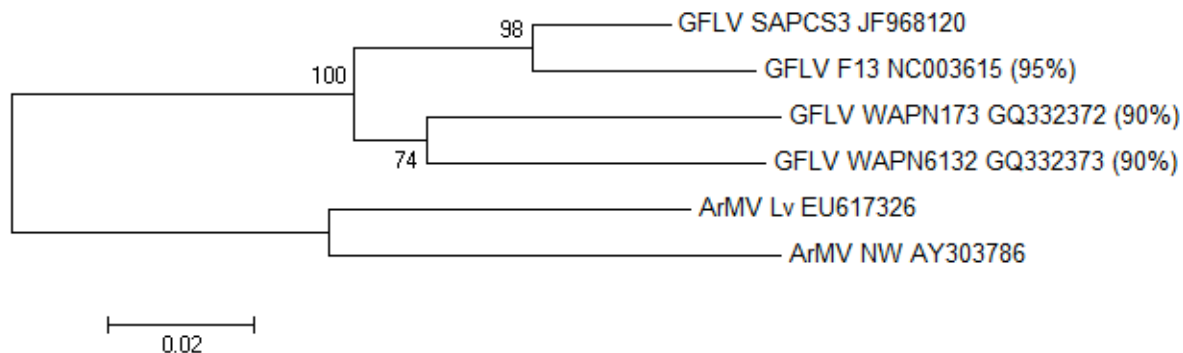 98
GFLV SAPCS3 JF968120
GFLV F13 NC003615 (95%)
100
GFLV WAPN173 GQ332372 (90%)
74
GFLV WAPN6132 GQ332373 (90%)
ArMV Lv EU617326
ArMV NW AY303786
0.02